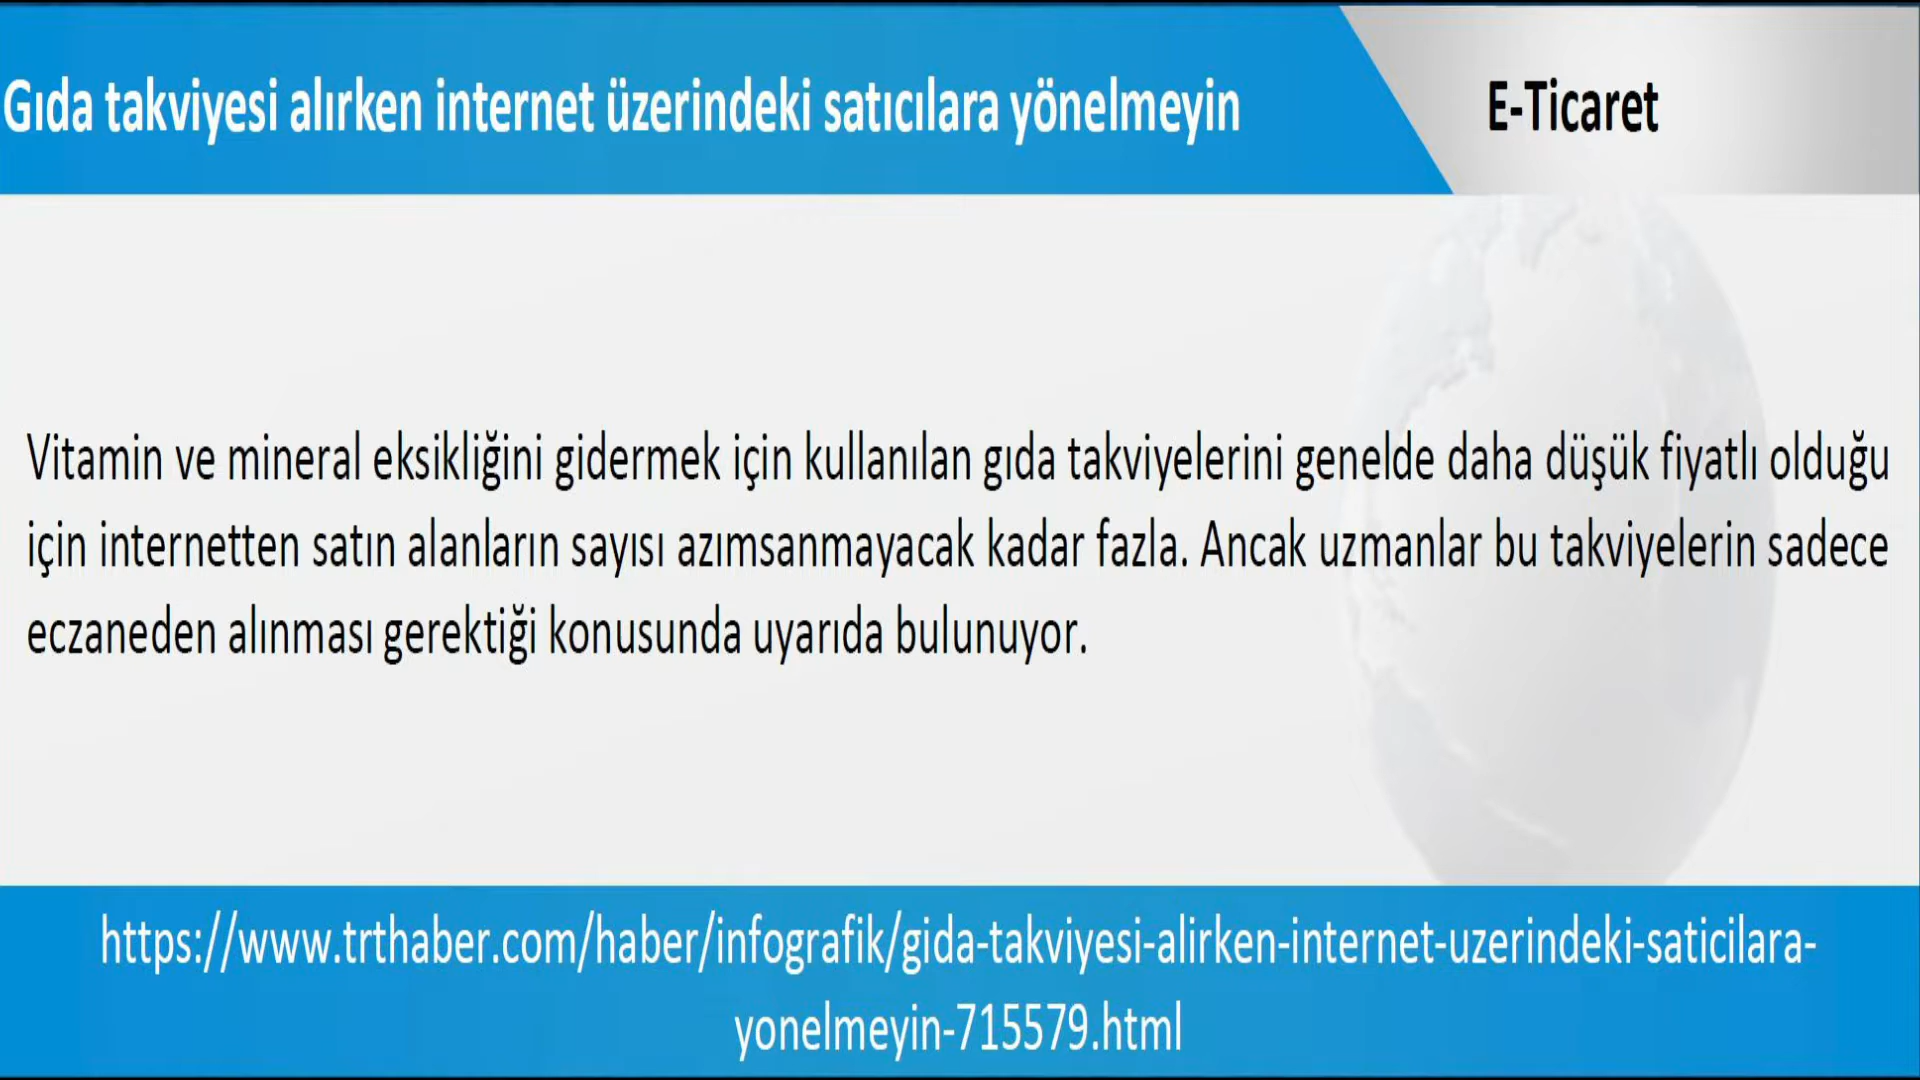 Gıda takviyesi alırken internet üzerindeki satıcılara yönelmeyin
E-Ticaret
Vitamin ve mineral eksikliğini gidermek için kullanılan gıda takviyelerini genelde daha düşük fiyatlı olduğu
için internetten satın alanların sayısı azımsanmayacak kadar fazla. Ancak uzmanlar bu takviyelerin sadece
eczaneden alınması gerektiği konusunda uyarıda bulunuyor.
https://www.trthaber.com/haber/infografik/gida-takviyesi-alirken-internet-uzerindeki-saticilara-
yonelmeyin-715579.html